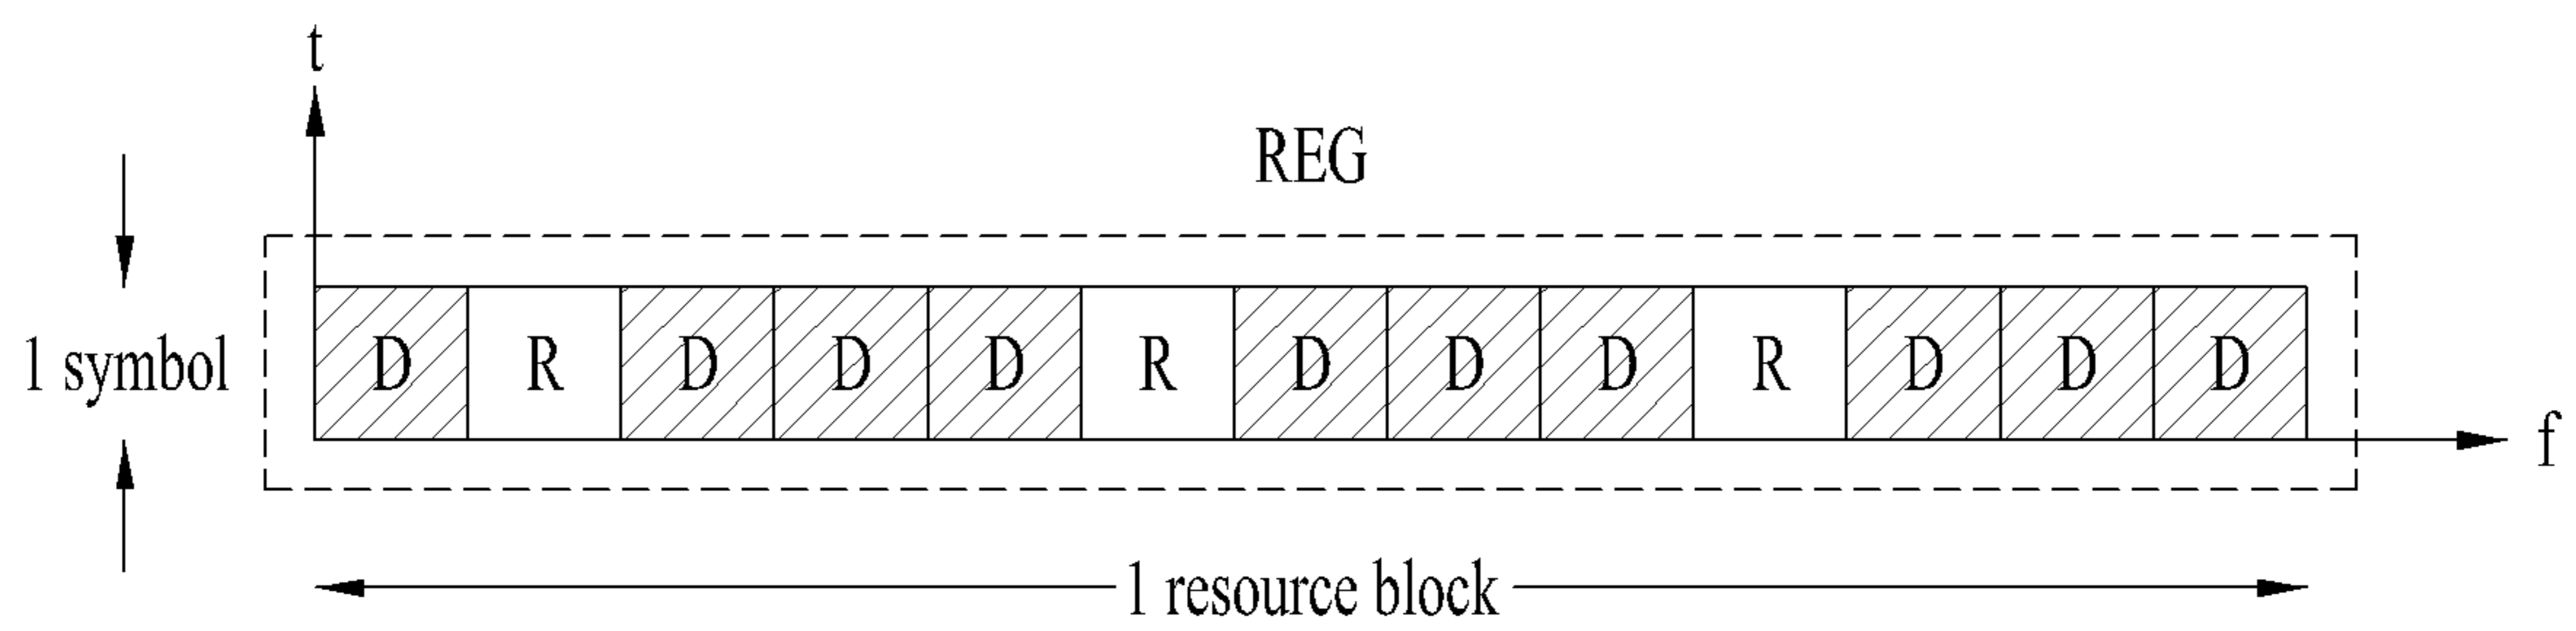 t
REG
1 symbol
D R D D D R D D D R D D D
f
1 resource block